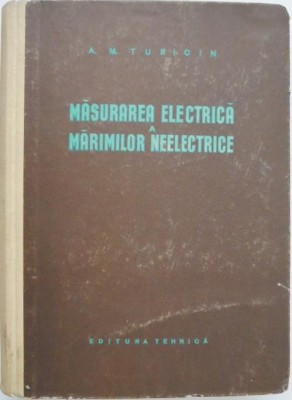 A. M. TURICIN
MĂSURAREA ELECTRICĂ
A
MĂRIMILOR NEELECTRICE
EDITURA TEHNICĂ